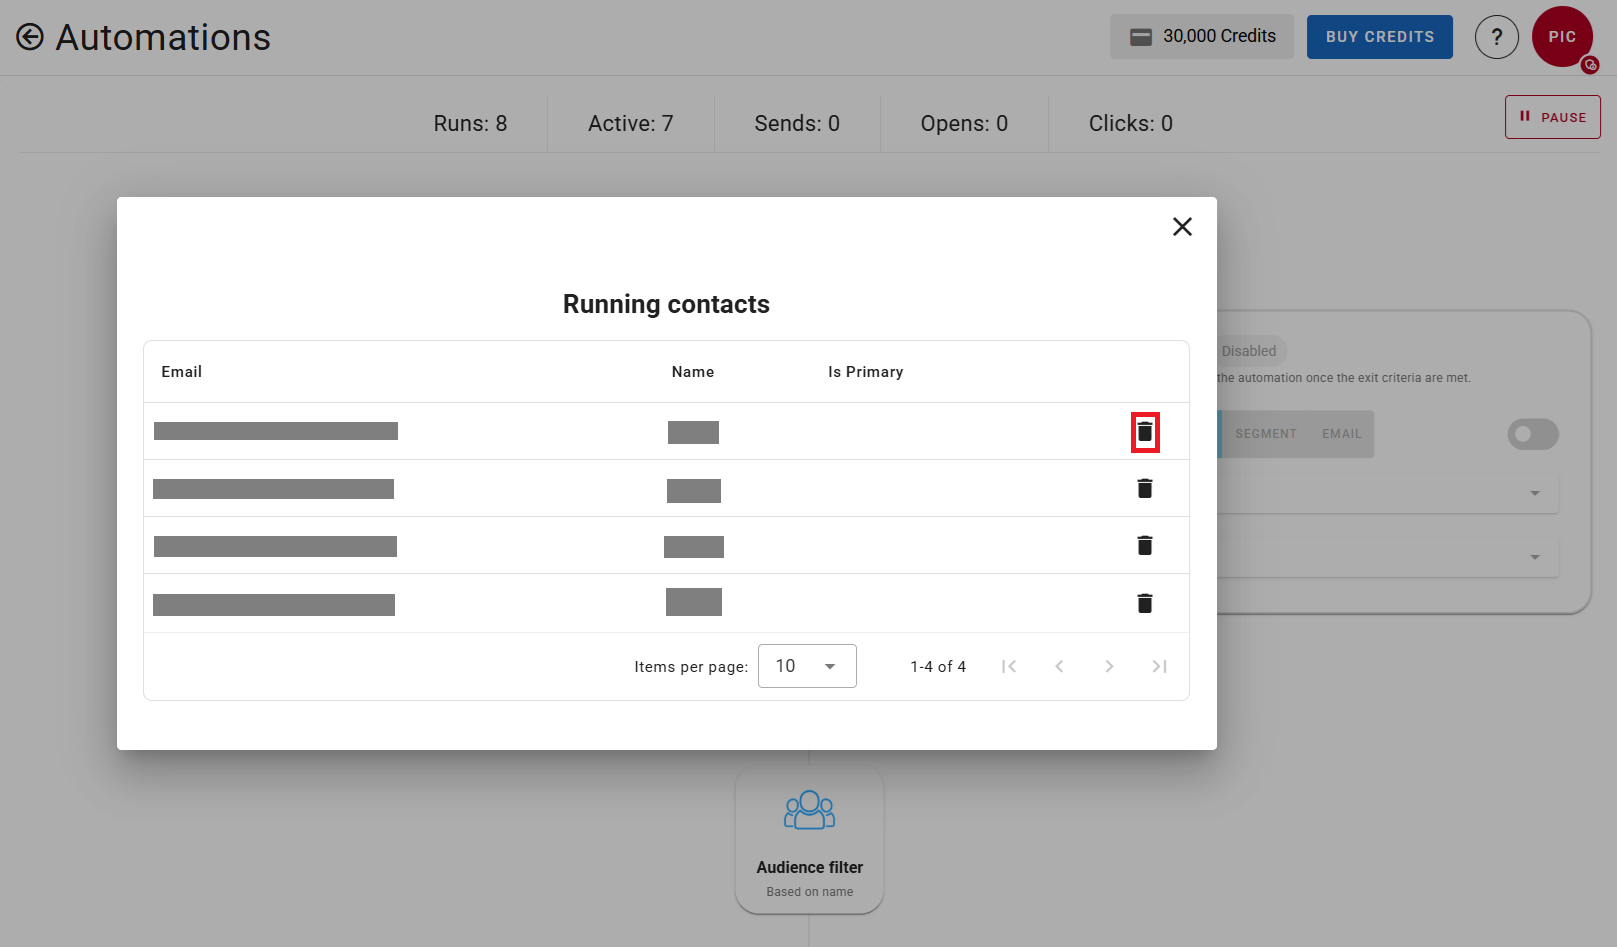 Automations
30,000 Credits
BUY CREDITS
?
PIC
Runs: 8
Active: 7
Sends: 0
Opens: 0
Clicks: 0
PAUSE
Running contacts
Email
Name
Is Primary
Items per page:
10
1-4 of 4
Disabled
the automation once the exit criteria are met.
SEGMENT
EMAIL
Audience filter
Based on name